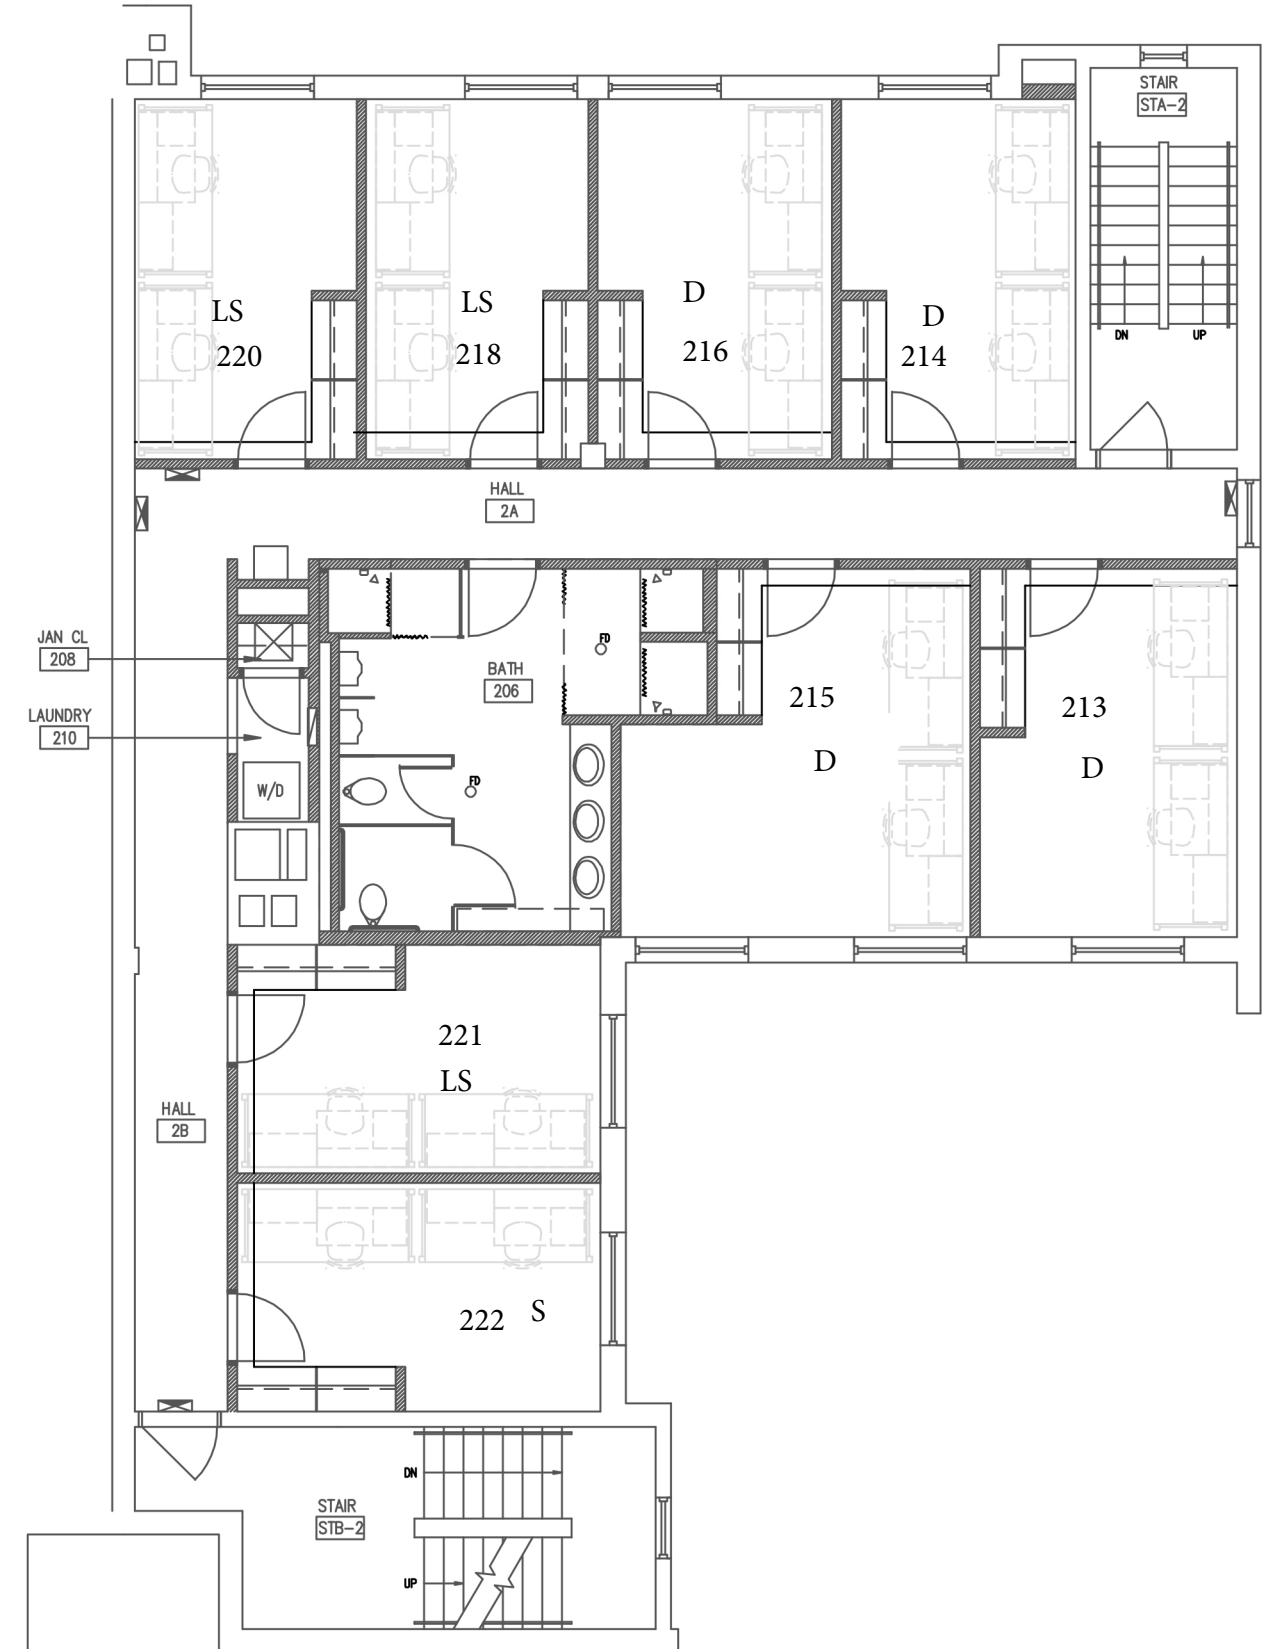 STAIR
STA-2
DN
UP
LS
220
LS
218
D
216
D
214
HALL
2A
JAN CL
208
LAUNDRY
210
W/D
BATH
206
FD
FD
215
D
213
D
221
LS
HALL
2B
222 S
DN
STAIR
STB-2
UP